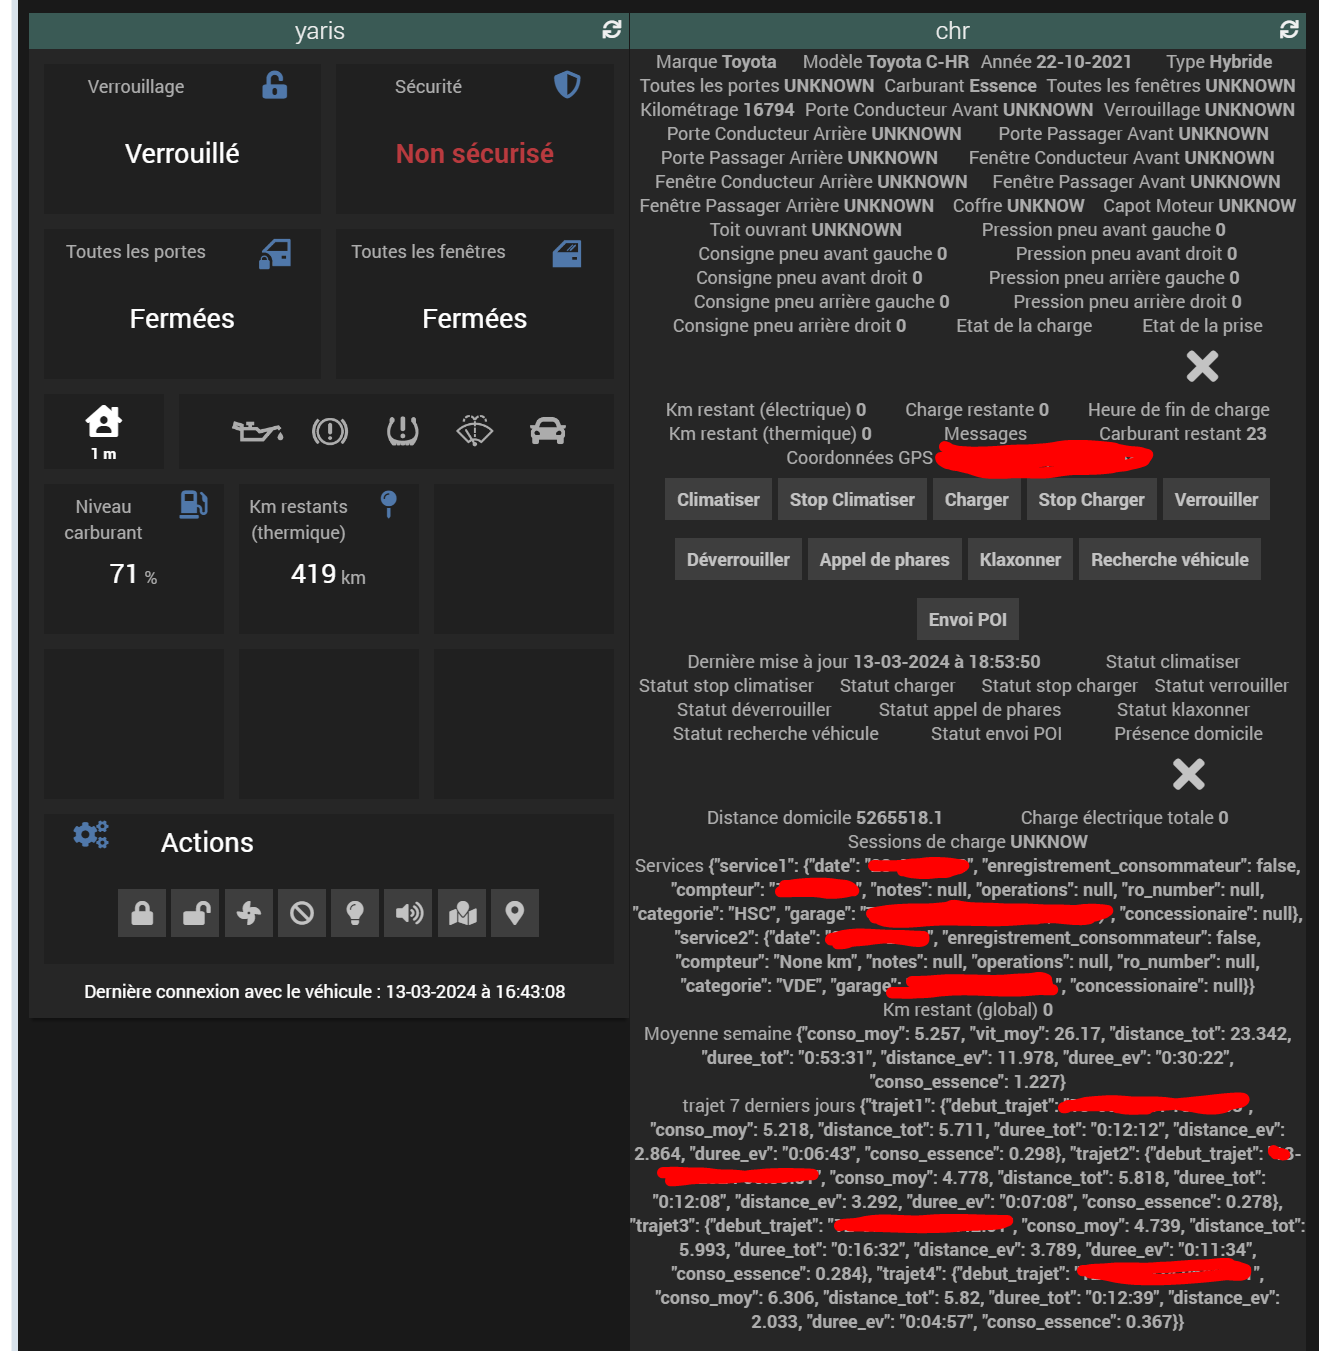 yaris
Verrouillage
Verrouillé
Sécurité
Non sécurisé
Toutes les portes
Fermées
Toutes les fenêtres
Fermées
1 m
Niveau
carburant
71 %
Km restants
(thermique)
419 km
Actions
Dernière connexion avec le véhicule : 13-03-2024 à 16:43:08
chr
Marque Toyota Modèle Toyota C-HR Année 22-10-2021 Type Hybride
Toutes les portes UNKNOWN Carburant Essence Toutes les fenêtres UNKNOWN
Kilométrage 16794 Porte Conducteur Avant UNKNOWN Verrouillage UNKNOWN
Porte Conducteur Arrière UNKNOWN Porte Passager Avant UNKNOWN
Porte Passager Arrière UNKNOWN Fenêtre Conducteur Avant UNKNOWN
Fenêtre Conducteur Arrière UNKNOWN Fenêtre Passager Avant UNKNOWN
Fenêtre Passager Arrière UNKNOWN Coffre UNKNOW Capot Moteur UNKNOW
Toit ouvrant UNKNOWN Pression pneu avant gauche 0
Consigne pneu avant gauche 0 Pression pneu avant droit 0
Consigne pneu avant droit 0 Pression pneu arrière gauche 0
Consigne pneu arrière gauche 0 Pression pneu arrière droit 0
Consigne pneu arrière droit 0 Etat de la charge Etat de la prise
Km restant (électrique) 0 Charge restante 0 Heure de fin de charge
Km restant (thermique) 0 Messages Carburant restant 23
Coordonnées GPS
Climatiser Stop Climatiser Charger Stop Charger Verrouiller
Déverrouiller Appel de phares Klaxonner Recherche véhicule
Envoi POI
Dernière mise à jour 13-03-2024 à 18:53:50 Statut climatiser
Statut stop climatiser Statut charger Statut stop charger Statut verrouiller
Statut déverrouiller Statut appel de phares Statut klaxonner
Statut recherche véhicule Statut envoi POI Présence domicile
Distance domicile 5265518.1 Charge électrique totale 0
Sessions de charge UNKNOW
Services {"service1": {"date": " ", "enregistrement_consommateur": false,
"compteur": " ", "notes": null, "operations": null, "ro_number": null,
"categorie": "HSC", "garage": " , "concessionaire": null},
"service2": {"date": " ", "enregistrement_consommateur": false,
"compteur": "None km", "notes": null, "operations": null, "ro_number": null,
"categorie": "VDE", "garage": ", "concessionaire": null}}
Km restant (global) 0
Moyenne semaine {"conso_moy": 5.257, "vit_moy": 26.17, "distance_tot": 23.342,
"duree_tot": "0:53:31", "distance_ev": 11.978, "duree_ev": "0:30:22",
"conso_essence": 1.227}
trajet 7 derniers jours {"trajet1": {"debut_trajet": " ",
"conso_moy": 5.218, "distance_tot": 5.711, "duree_tot": "0:12:12", "distance_ev":
2.864, "duree_ev": "0:06:43", "conso_essence": 0.298}, "trajet2": {"debut_trajet": "
", "conso_moy": 4.778, "distance_tot": 5.818, "duree_tot":
"0:12:08", "distance_ev": 3.292, "duree_ev": "0:07:08", "conso_essence": 0.278},
"trajet3": {"debut_trajet": " ", "conso_moy": 4.739, "distance_tot":
5.993, "duree_tot": "0:16:32", "distance_ev": 3.789, "duree_ev": "0:11:34",
"conso_essence": 0.284}, "trajet4": {"debut_trajet": " ",
"conso_moy": 6.306, "distance_tot": 5.82, "duree_tot": "0:12:39", "distance_ev":
2.033, "duree_ev": "0:04:57", "conso_essence": 0.367}}